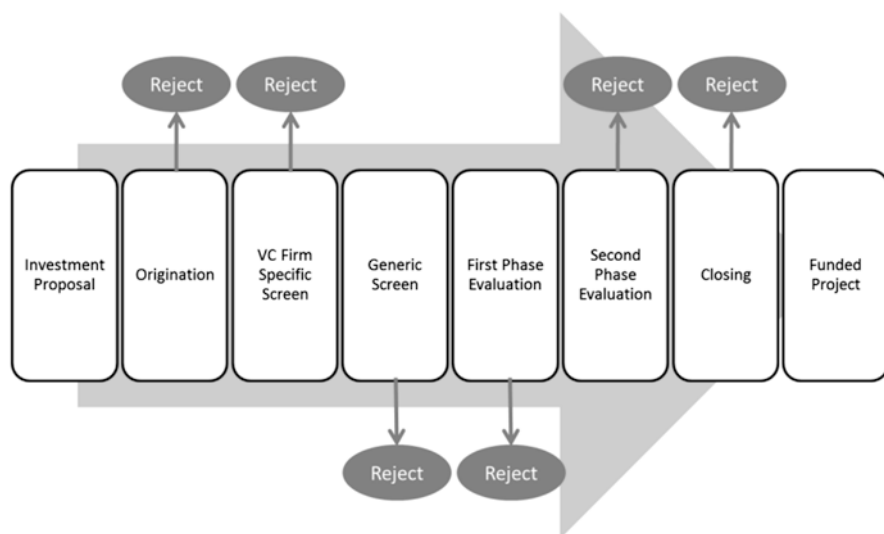 Reject
Reject
Reject
Reject
Investment
Proposal
Origination
VC Firm
Specific
Screen
Generic
Screen
First Phase
Evaluation
Second
Phase
Evaluation
Closing
Funded
Project
Reject
Reject